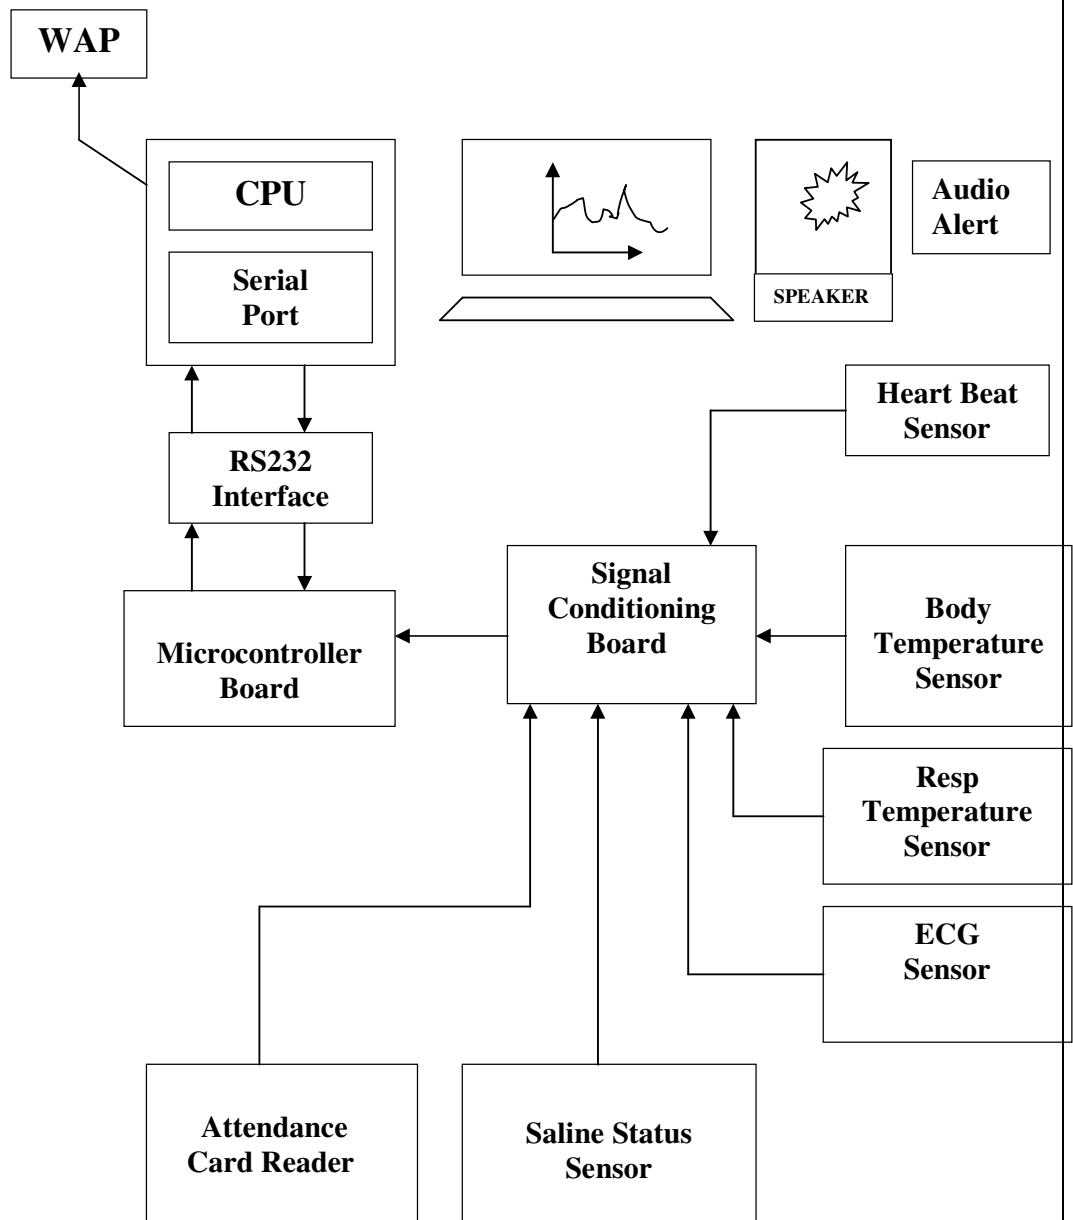 WAP
CPU
Serial
Port
SPEAKER
Audio
Alert
Heart Beat
Sensor
RS232
Interface
Signal
Conditioning
Board
Body
Temperature
Sensor
Microcontroller
Board
Resp
Temperature
Sensor
ECG
Sensor
Attendance
Card Reader
Saline Status
Sensor